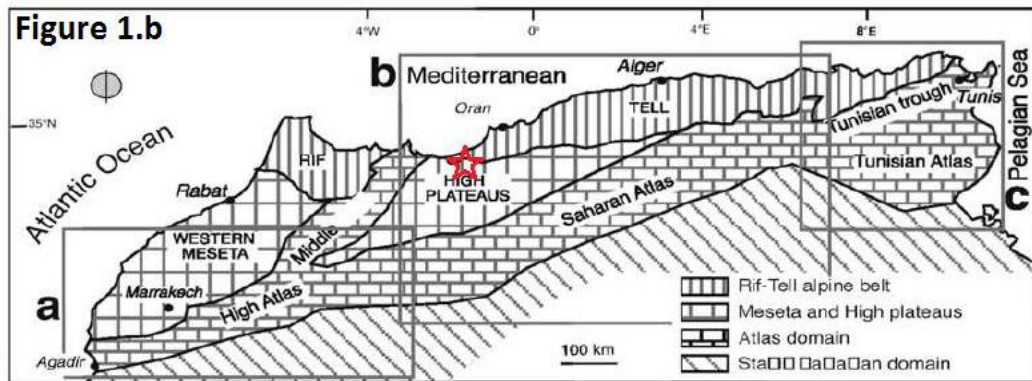 Figure 1.b
4°W
0°
4°E
8°E
b
Mediterranean
Alger
Oran
TELL
Tunisian trough
Tunis
Pelagian Sea
35°N
Atlantic Ocean
RIF
HIGH
PLATEAUS
Tunisian Atlas
Rabat
Saharan Atlas
c
WESTERN
MESETA
Middle
a
Marrakech
High Atlas
Agadir
100 km
Rif-Tell alpine belt
Meseta and High plateaus
Atlas domain
domain